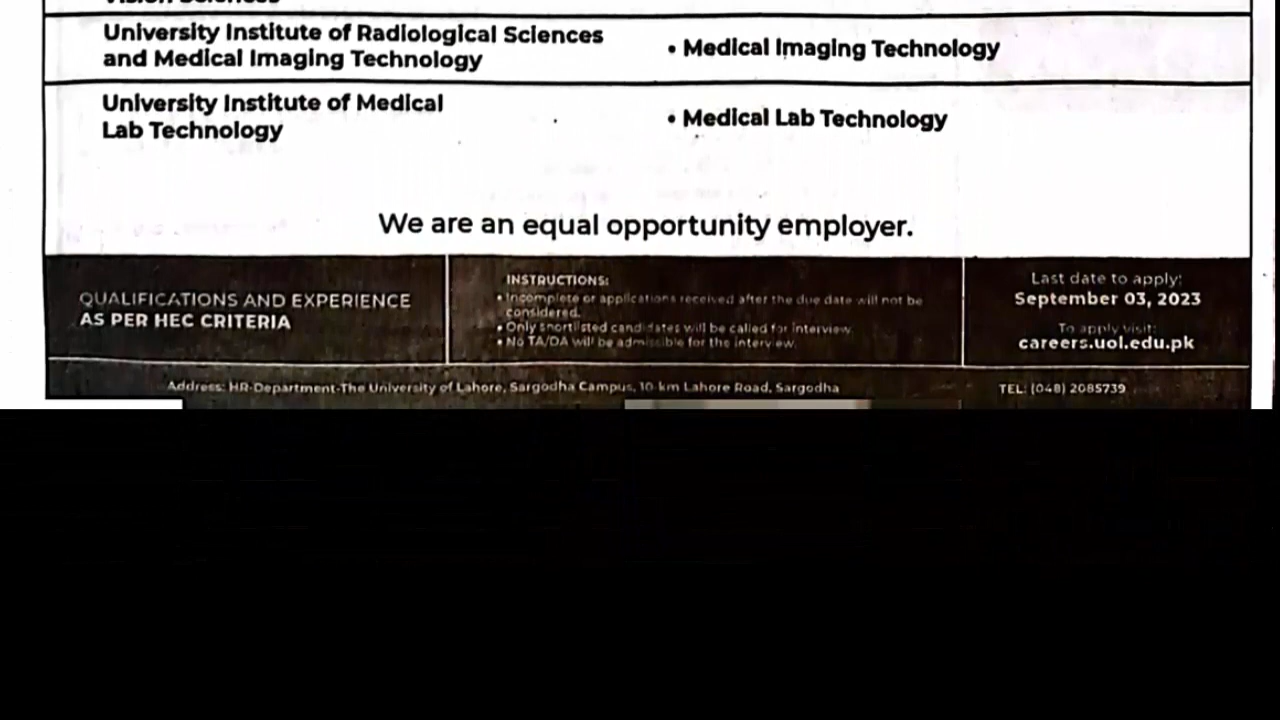 University Institute of Radiological Sciences
and Medical Imaging Technology
• Medical Imaging Technology
University Institute of Medical
Lab Technology
• Medical Lab Technology
We are an equal opportunity employer.
QUALIFICATIONS AND EXPERIENCE
AS PER HEC CRITERIA
INSTRUCTIONS:
• Incomplete or applications received after the due date will not be
considered.
• Only shortlisted candidates will be called for interview.
• No TA/DA will be admissible for the interview.
Last date to apply:
September 03, 2023
To apply visit:
careers.uol.edu.pk
Address: HR-Department-The University of Lahore, Sargodha Campus, 10-km Lahore Road, Sargodha
TEL: (048) 2085739